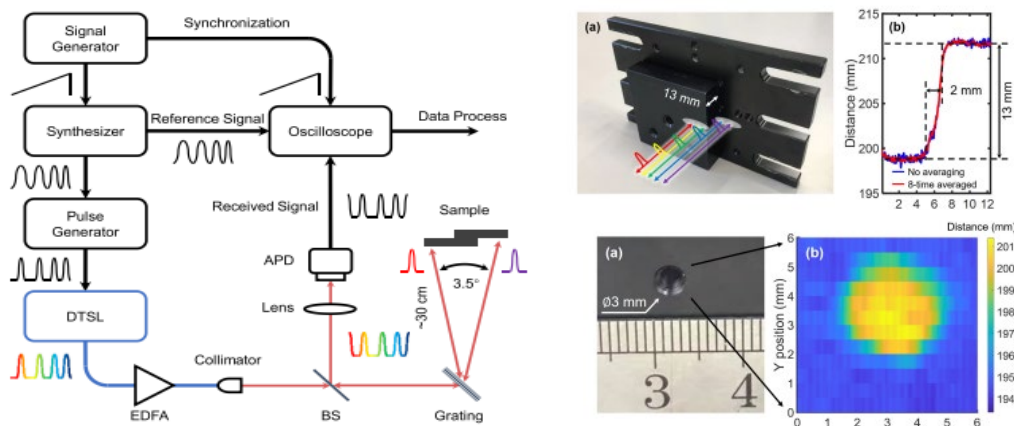 Signal
Generator
Synchronization
Synthesizer
Reference Signal
Oscilloscope
Data Process
Pulse
Generator
Received Signal
Sample
APD
3.5°
~30 cm
Lens
DTSL
Collimator
EDFA
BS
Grating
(a)
13 mm
(b)
Distance (mm)
215
210
205
200
195
2 mm
13 mm
No averaging
8-time averaged
0 2 4 6 8 10 12
(a)
Ø3 mm
3 4
(b)
Distance (mm)
Y position (mm)
6
5
4
3
2
1
0
0 1 2 3 4 5 6
201
200
199
198
197
196
195
194